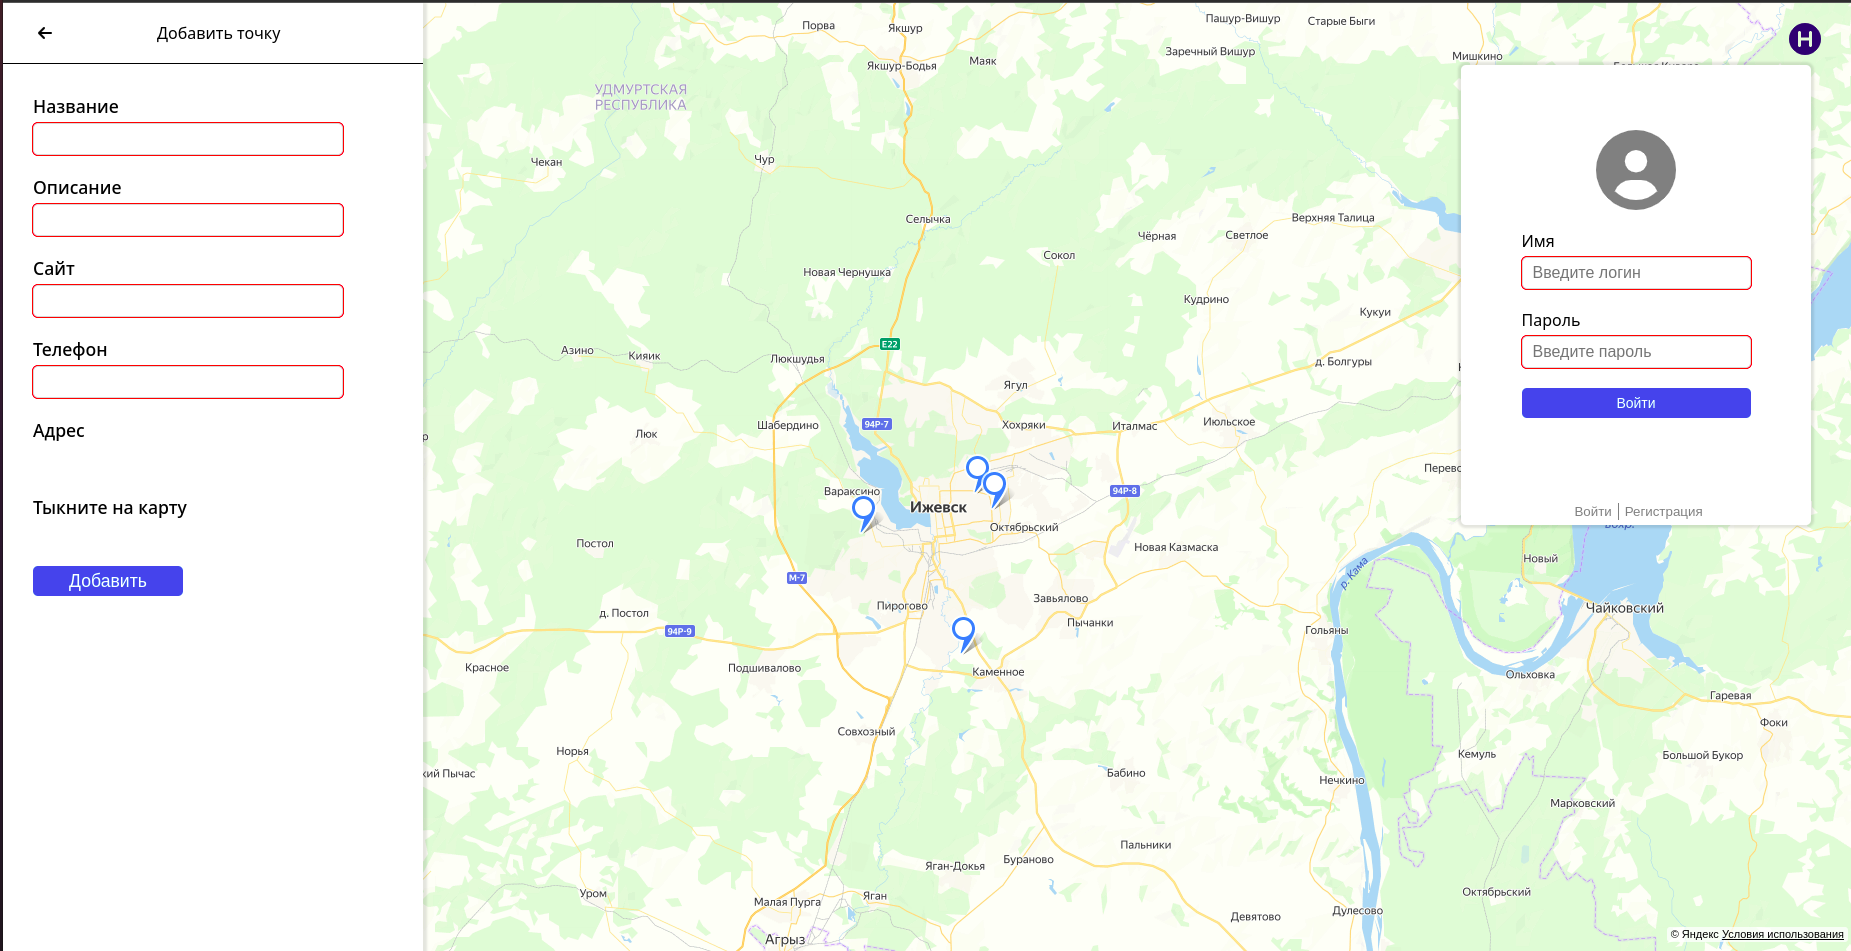 Добавить точку
Название
Описание
Сайт
Телефон
Адрес
Тыкните на карту
Добавить
Порва
Якшур
Пашур-Вишур
Старые Быги
Заречный Вишур
Мишкино
Якшур-Бодья
Маяк
УДМУРТСКАЯ
РЕСПУБЛИКА
Чекан
Чур
Селычка
Верхняя Талица
Чёрная
Светлое
Сокол
Новая Чернушка
Кудрино
Кукуи
E22
Азино
Кияик
Люкшудья
д. Болгуры
Ягул
94Р-7
Шабердино
Хохряки
Италмас
Июльское
Люк
Вараксино
94Р-8
Ижевск
Октябрьский
Постол
Новая Казмаска
М-7
р. Кама
Новый
Пирогово
Завьялово
Чайковский
д. Постол
Пычанки
94Р-9
Гольяны
Красное
Подшивалово
Каменное
Ольховка
Гаревая
Фоки
Совхозный
Норья
Кемуль
Большой Букор
кий Пычас
Бабино
Нечкино
Марковский
Пальники
Яган-Докья
Бураново
Уром
Яган
Малая Пурга
Октябрьский
Девятово
Дулесово
Агрыз
Н
Имя
Введите логин
Пароль
Введите пароль
Войти
Войти | Регистрация
© Яндекс Условия использования